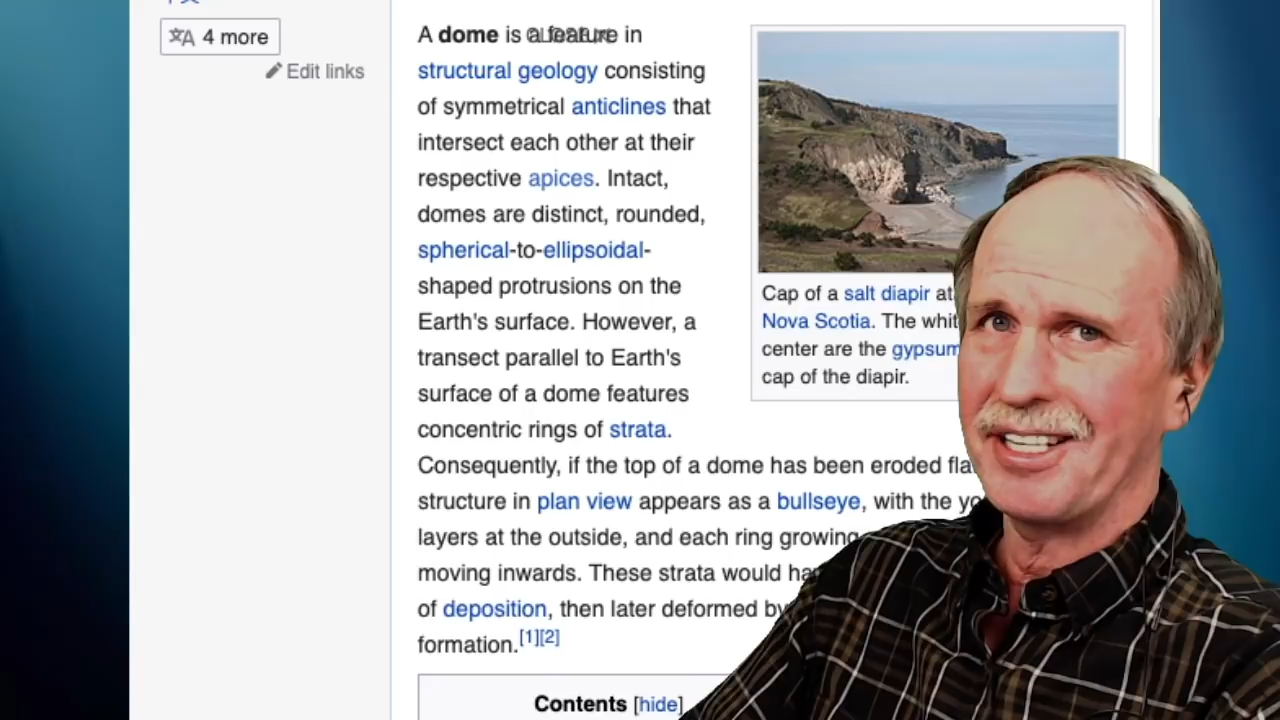 4 more
Edit links
A dome is a feature in
structural geology consisting
of symmetrical anticlines that
intersect each other at their
respective apices. Intact,
domes are distinct, rounded,
spherical-to-ellipsoidal-
shaped protrusions on the
Earth's surface. However, a
transect parallel to Earth's
surface of a dome features
concentric rings of strata.
Consequently, if the top of a dome has been eroded
structure in plan view appears as a bullseye, with the
layers at the outside, and each ring growing
moving inwards. These strata would
of deposition, then later deformed by
formation.[1][2]
Cap of a salt diapir at
Nova Scotia. The
center are the gypsum
cap of the diapir.
Contents [hide]